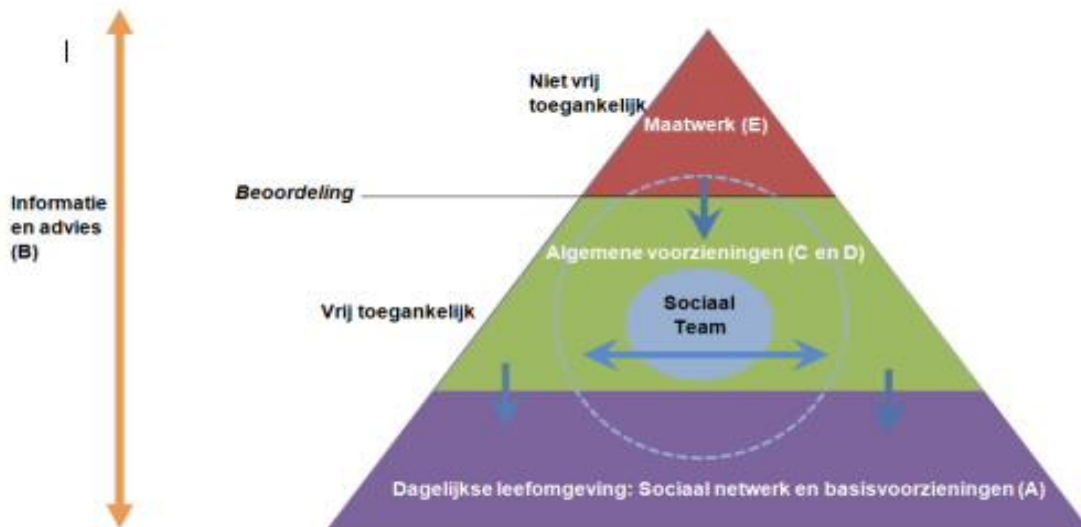 Niet vrij
toegankelijk
Maatwerk (E)
Beoordeling
Informatie
en advies
(B)
Algemene voorzieningen (C en D)
Vrij toegankelijk
Sociaal
Team
Dagelijkse leefomgeving: Sociaal netwerk en basisvoorzieningen (A)